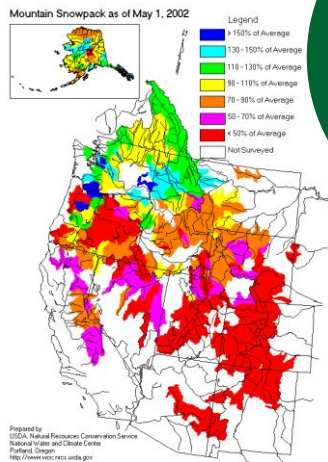 Mountain Snowpack as of May 1, 2002
Legend
> 150% of Average
130 - 150% of Average
110 - 130% of Average
90 - 110% of Average
70 - 90% of Average
50 - 70% of Average
< 50% of Average
Not Surveyed
Prepared by
USDA, Natural Resources Conservation Service
National Water and Climate Center
Portland, Oregon
http://www.wcc.nrcs.usda.gov